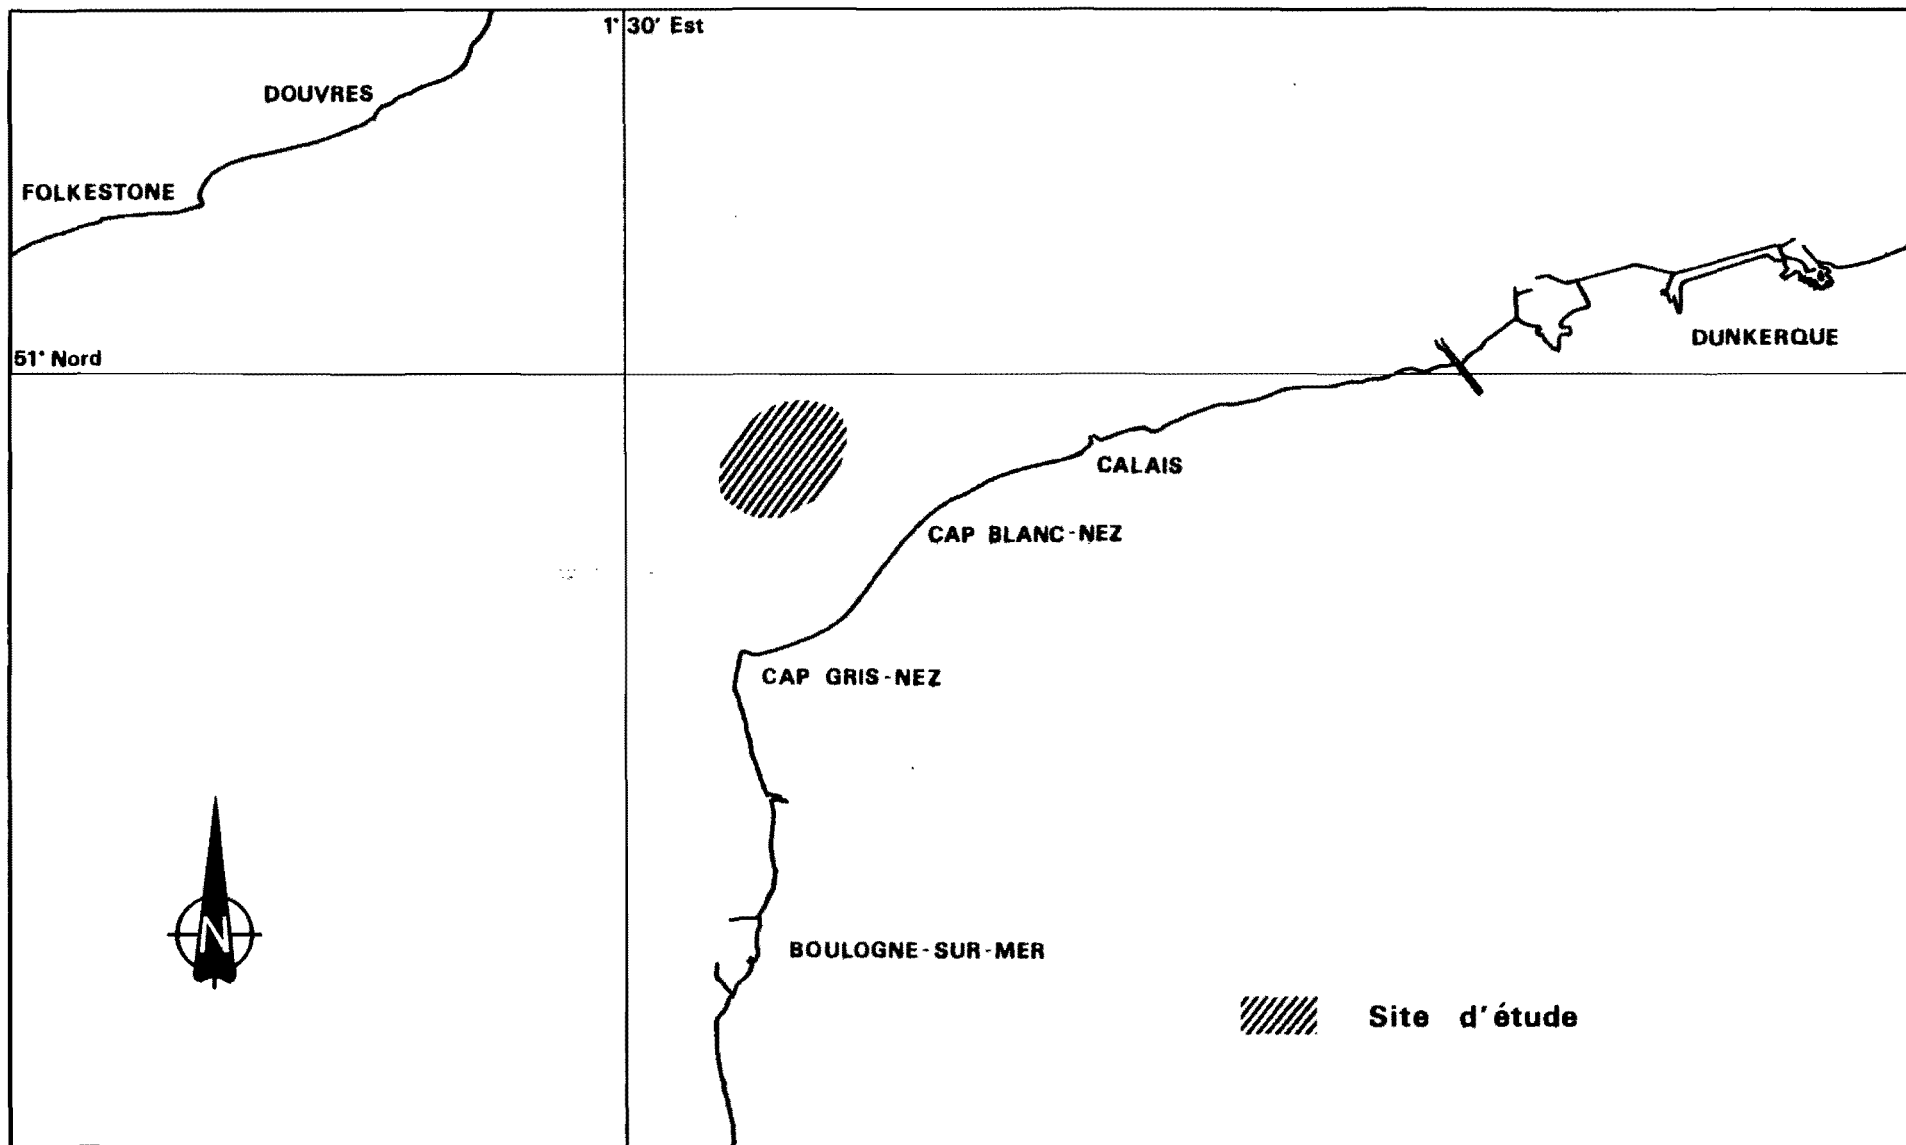 1° 30' Est
DOUVRES
FOLKESTONE
DUNKERQUE
51° Nord
CALAIS
CAP BLANC-NEZ
CAP GRIS-NEZ
N
BOULOGNE-SUR-MER
Site d'étude